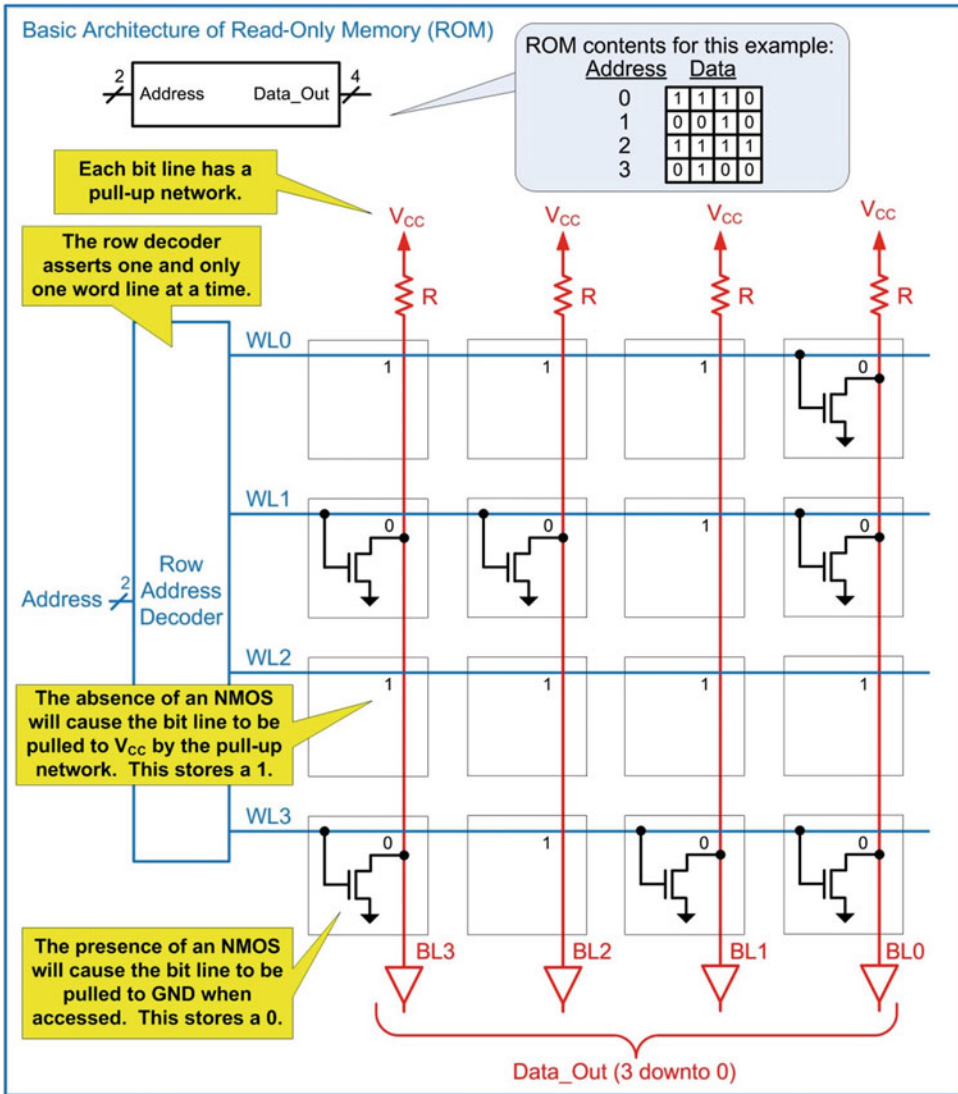 Basic Architecture of Read-Only Memory (ROM)
2
Address
Data_Out
4
ROM contents for this example:
Address Data
0 1 1 1 0
1 0 0 1 0
2 1 1 1 1
3 0 1 0 0
Each bit line has a
pull-up network.
The row decoder
asserts one and only
one word line at a time.
VCC VCC VCC VCC
R R R R
WL0
1 1 1 0
WL1
0 0 1 0
Row
Address
Decoder
Address
2
WL2
1 1 1 1
The absence of an NMOS
will cause the bit line to be
pulled to VCC by the pull-up
network. This stores a 1.
WL3
0 1 0 0
The presence of an NMOS
will cause the bit line to be
pulled to GND when
accessed. This stores a 0.
BL3 BL2 BL1 BL0
Data_Out (3 downto 0)